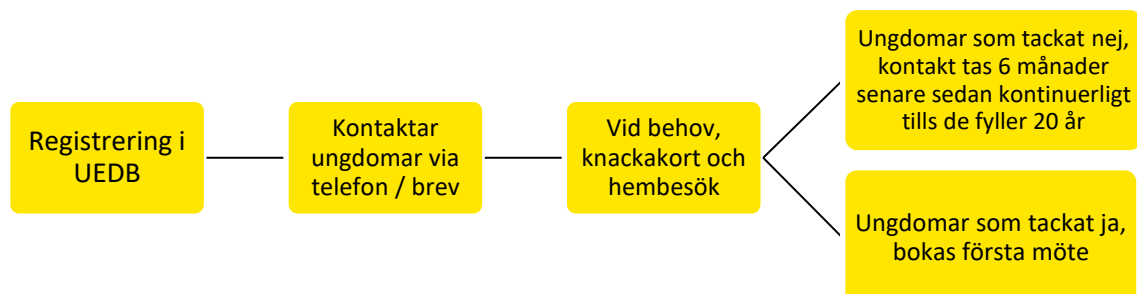 Registrering i
UEDB
Kontaktar
ungdomar via
telefon / brev
Vid behov,
knackakort och
hembesök
Ungdomar som tackat nej,
kontakt tas 6 månader
senare sedan kontinuerligt
tills de fyller 20 år
Ungdomar som tackat ja,
bokas första möte